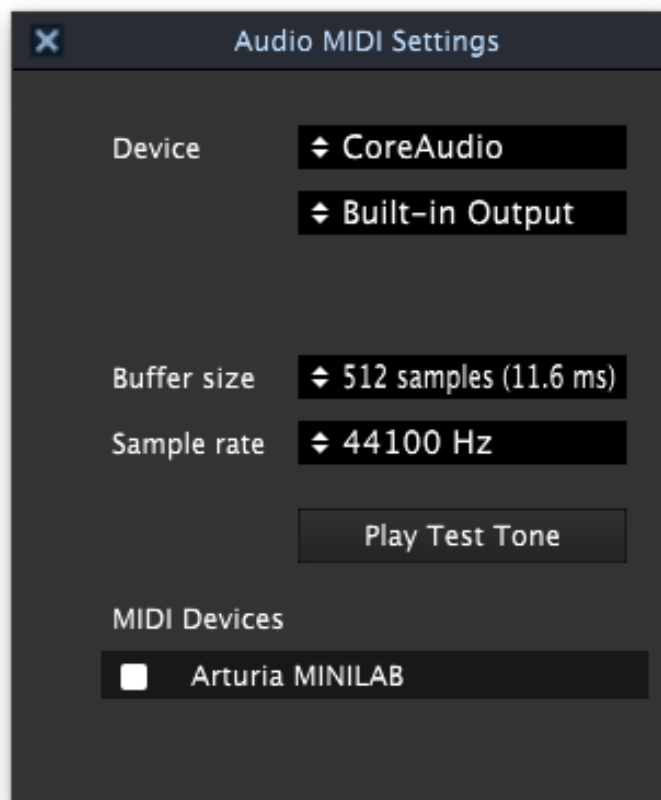 Audio MIDI Settings
Device CoreAudio
Built-in Output
Buffer size 512 samples (11.6 ms)
Sample rate 44100 Hz
Play Test Tone
MIDI Devices
Arturia MINILAB